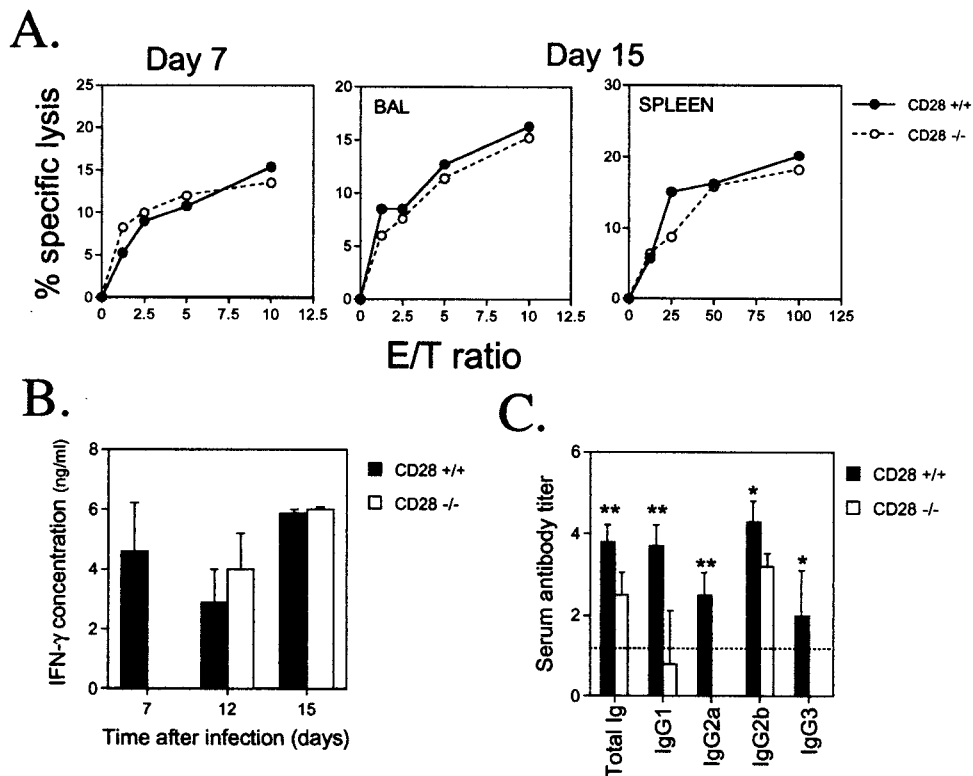 A.
Day 7
Day 15
% specific lysis
25
20
15
10
5
0
0 2.5 5 7.5 10 12.5
BAL
20
15
10
5
0
0 2.5 5 7.5 10 12.5
SPLEEN
30
20
10
0
0 25 50 75 100 125
CD28 +/+
CD28 -/-
E/T ratio
B.
IFN-γ concentration (ng/ml)
8
6
4
2
0
7 12 15
Time after infection (days)
CD28 +/+
CD28 -/-
C.
Serum antibody titer
6
4
2
0
** ** ** * *
Total Ig
IgG1
IgG2a
IgG2b
IgG3
CD28 +/+
CD28 -/-